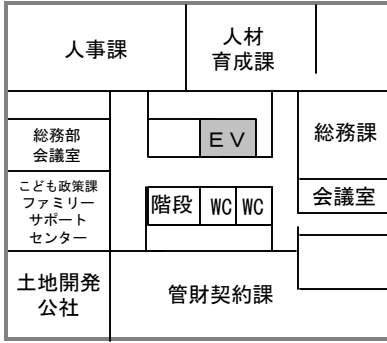 人事課
人材
育成課
総務部
会議室
ＥＶ
総務課
こども政策課
ファミリー
サポート
センター
階段
WC
WC
会議室
土地開発
公社
管財契約課